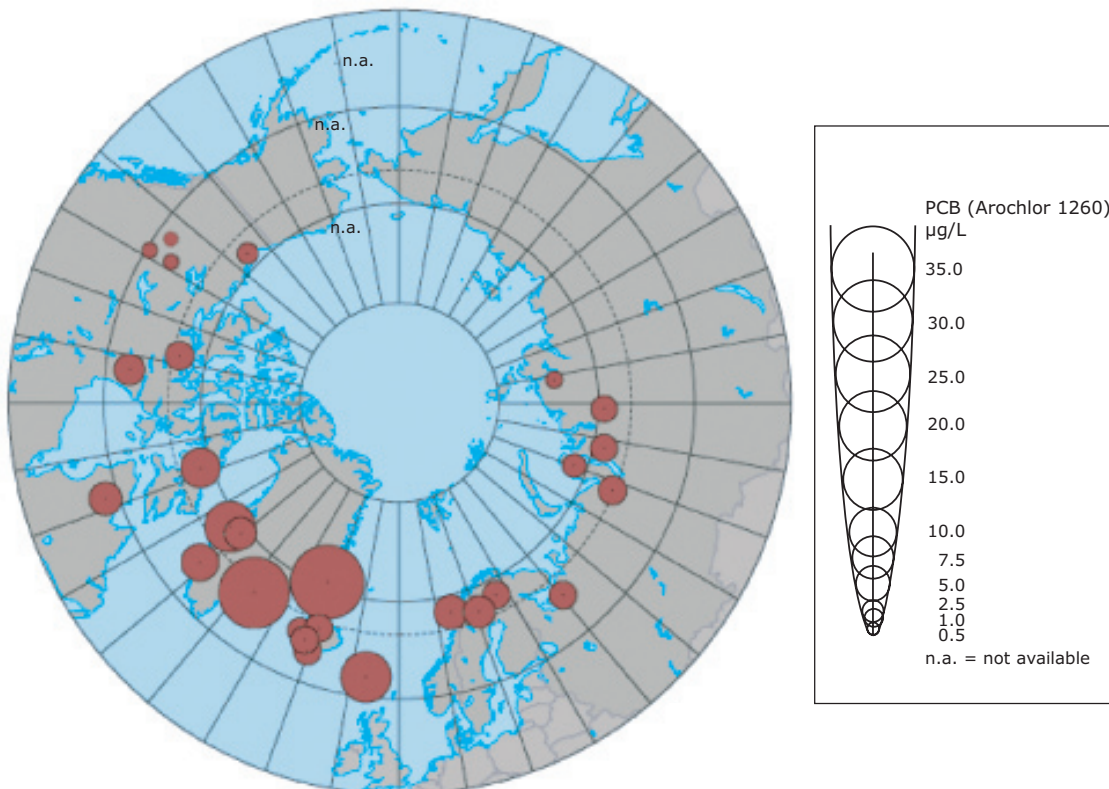 n.a.
n.a.
n.a.
PCB (Arochlor 1260)
µg/L
35.0
30.0
25.0
20.0
15.0
10.0
7.5
5.0
2.5
1.0
0.5
n.a. = not available